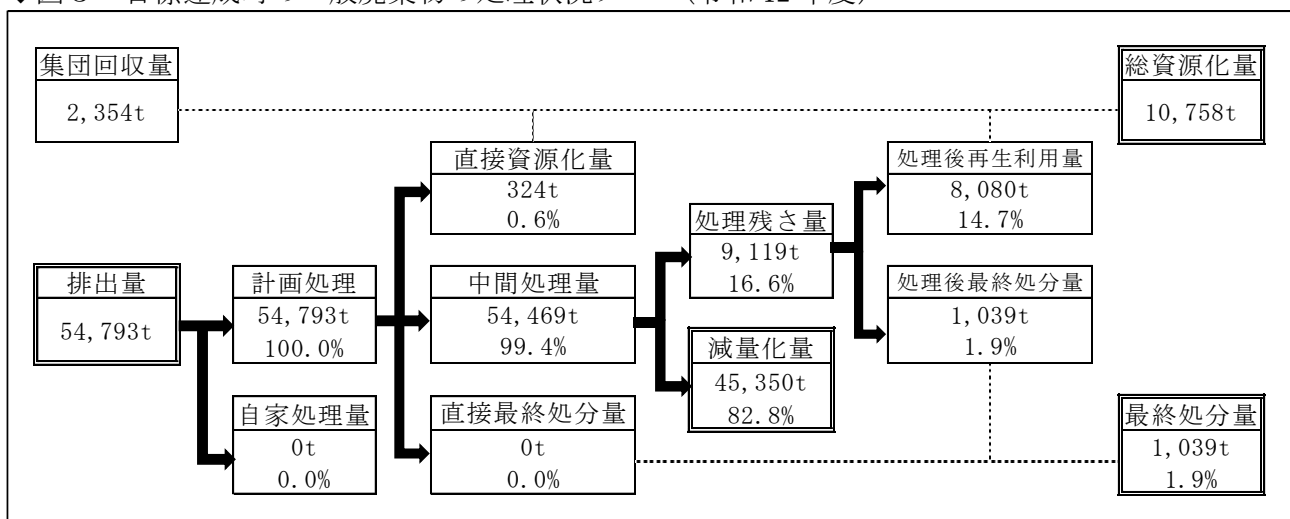 集団回収量
2,354t
総資源化量
10,758t
直接資源化量
324t
0.6%
処理後再生利用量
8,080t
14.7%
処理残さ量
9,119t
16.6%
排出量
54,793t
計画処理
54,793t
100.0%
中間処理量
54,469t
99.4%
処理後最終処分量
1,039t
1.9%
減量化量
45,350t
82.8%
自家処理量
0t
0.0%
直接最終処分量
0t
0.0%
最終処分量
1,039t
1.9%